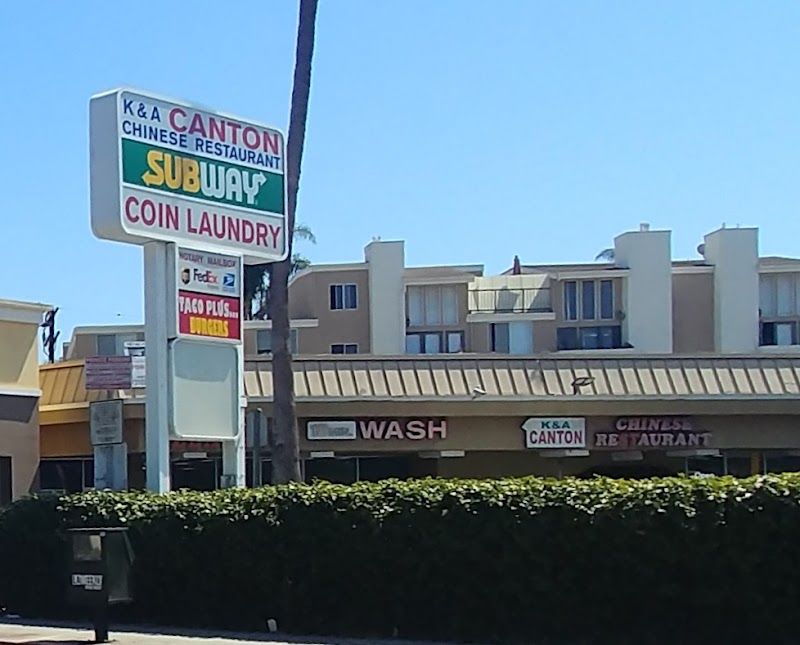 K & A CANTON
CHINESE RESTAURANT
SUBWAY
COIN LAUNDRY
NOTARY MAILBOX
FedEx
TACO PLUS...
BURGERS
WASH
K&A
CANTON
CHINESE
RESTAURANT